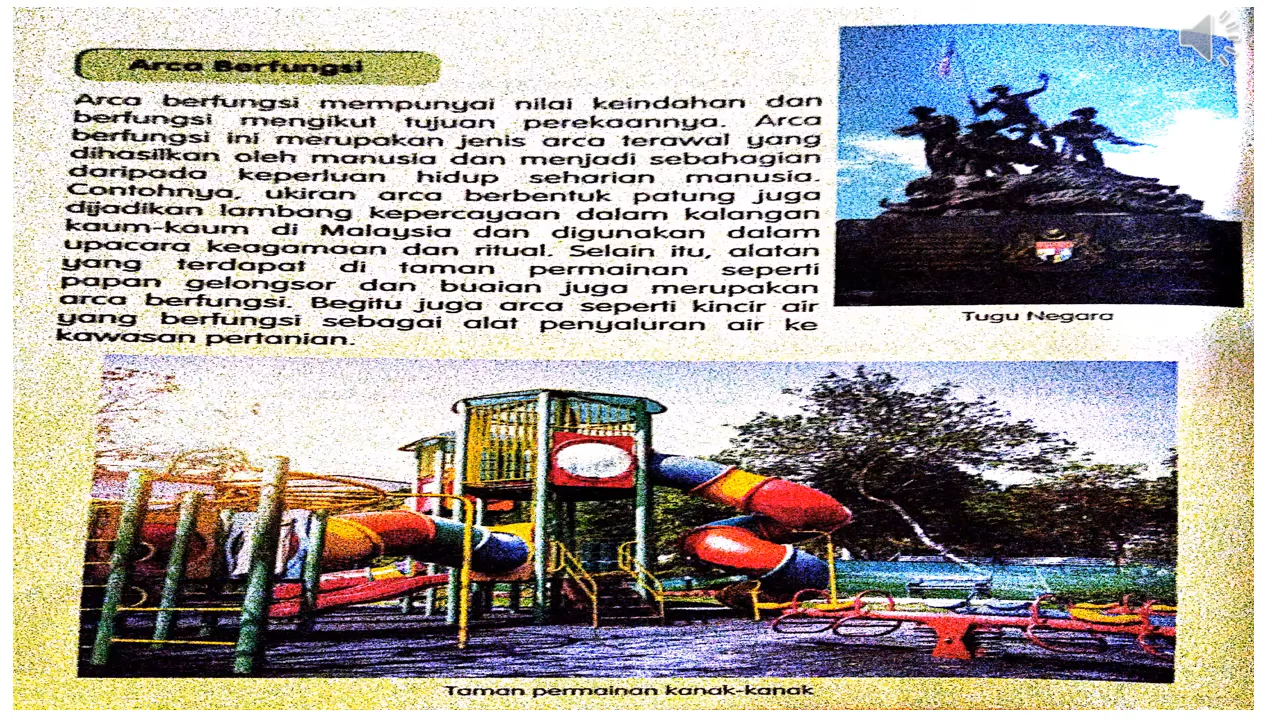 Arca Berfungsi
Arca berfungsi mempunyai nilai keindahan dan
berfungsi mengikut tujuan perekaannya. Arca
berfungsi ini merupakan jenis arca terawal yang
dihasilkan oleh manusia dan menjadi sebahagian
daripada keperluan hidup seharian manusia.
Contohnya, ukiran arca berbentuk patung juga
dijadikan lambang kepercayaan dalam kalangan
kaum-kaum di Malaysia dan digunakan dalam
upacara keagamaan dan ritual. Selain itu, alatan
yang terdapat di taman permainan seperti
papan gelongsor dan buaian juga merupakan
arca berfungsi. Begitu juga arca seperti kincir air
yang berfungsi sebagai alat penyaluran air ke
kawasan pertanian.
Tugu Negara
Taman permainan kanak-kanak